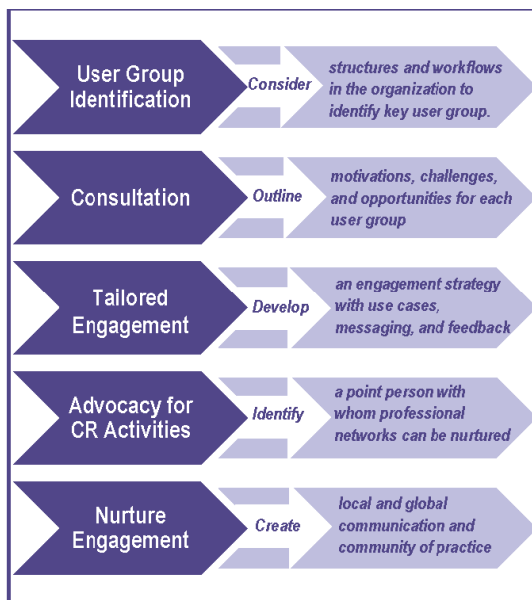 User Group
Identification
Consider
structures and workflows
in the organization to
identify key user group.
Consultation
Outline
motivations, challenges,
and opportunities for each
user group
Tailored
Engagement
Develop
an engagement strategy
with use cases,
messaging, and feedback
Advocacy for
CR Activities
Identify
a point person with
whom professional
networks can be nurtured
Nurture
Engagement
Create
local and global
communication and
community of practice